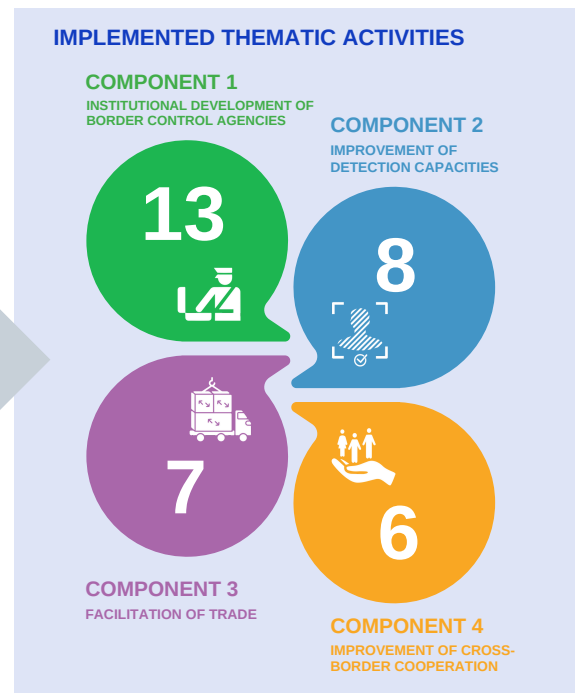 IMPLEMENTED THEMATIC ACTIVITIES
COMPONENT 1
INSTITUTIONAL DEVELOPMENT OF
BORDER CONTROL AGENCIES
13
COMPONENT 2
IMPROVEMENT OF
DETECTION CAPACITIES
8
7
COMPONENT 3
FACILITATION OF TRADE
6
COMPONENT 4
IMPROVEMENT OF CROSS-
BORDER COOPERATION